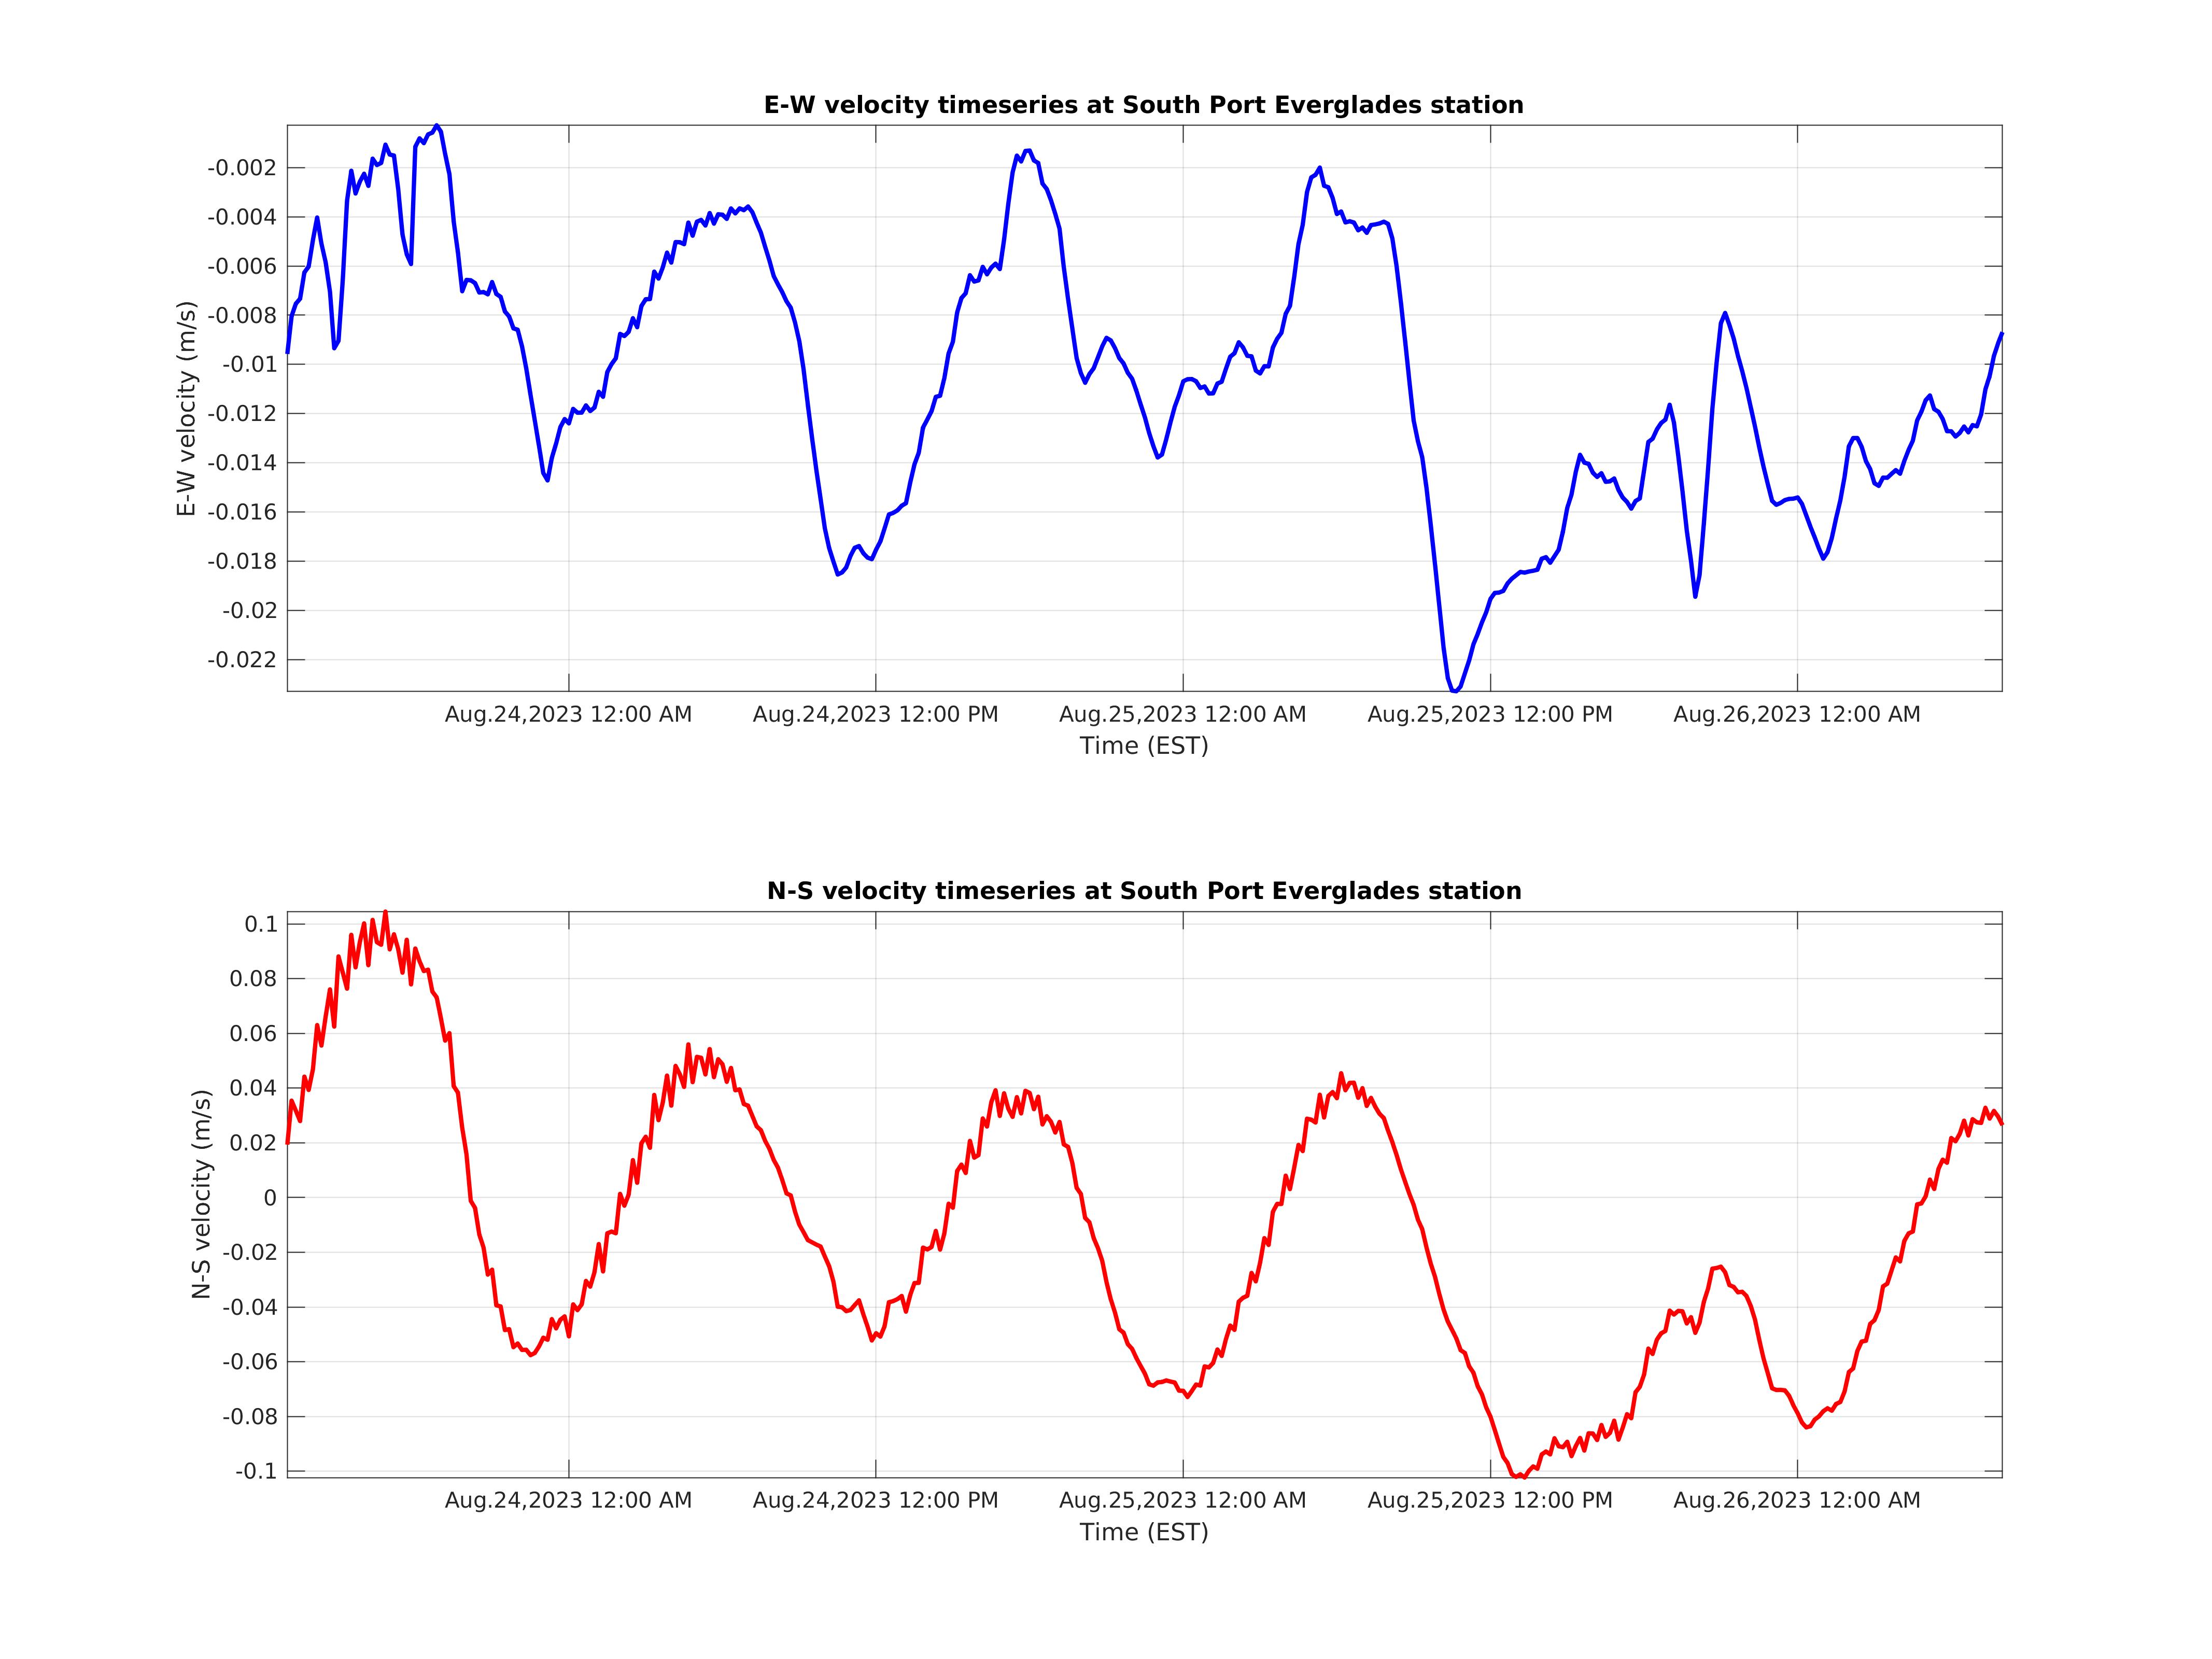 E-W velocity timeseries at South Port Everglades station
E-W velocity (m/s)
-0.002
-0.004
-0.006
-0.008
-0.01
-0.012
-0.014
-0.016
-0.018
-0.02
-0.022
Aug.24,2023 12:00 AM
Aug.24,2023 12:00 PM
Aug.25,2023 12:00 AM
Aug.25,2023 12:00 PM
Aug.26,2023 12:00 AM
Time (EST)
N-S velocity timeseries at South Port Everglades station
N-S velocity (m/s)
0.1
0.08
0.06
0.04
0.02
0
-0.02
-0.04
-0.06
-0.08
-0.1
Aug.24,2023 12:00 AM
Aug.24,2023 12:00 PM
Aug.25,2023 12:00 AM
Aug.25,2023 12:00 PM
Aug.26,2023 12:00 AM
Time (EST)